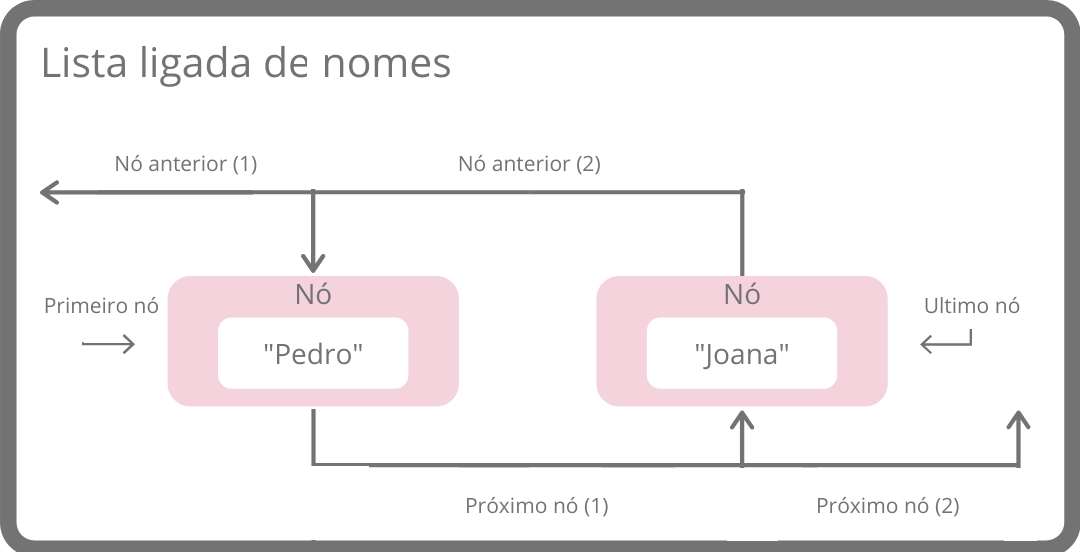 Lista ligada de nomes
Nó anterior (1)
Nó anterior (2)
Primeiro nó
Nó
"Pedro"
Nó
"Joana"
Ultimo nó
Próximo nó (1)
Próximo nó (2)